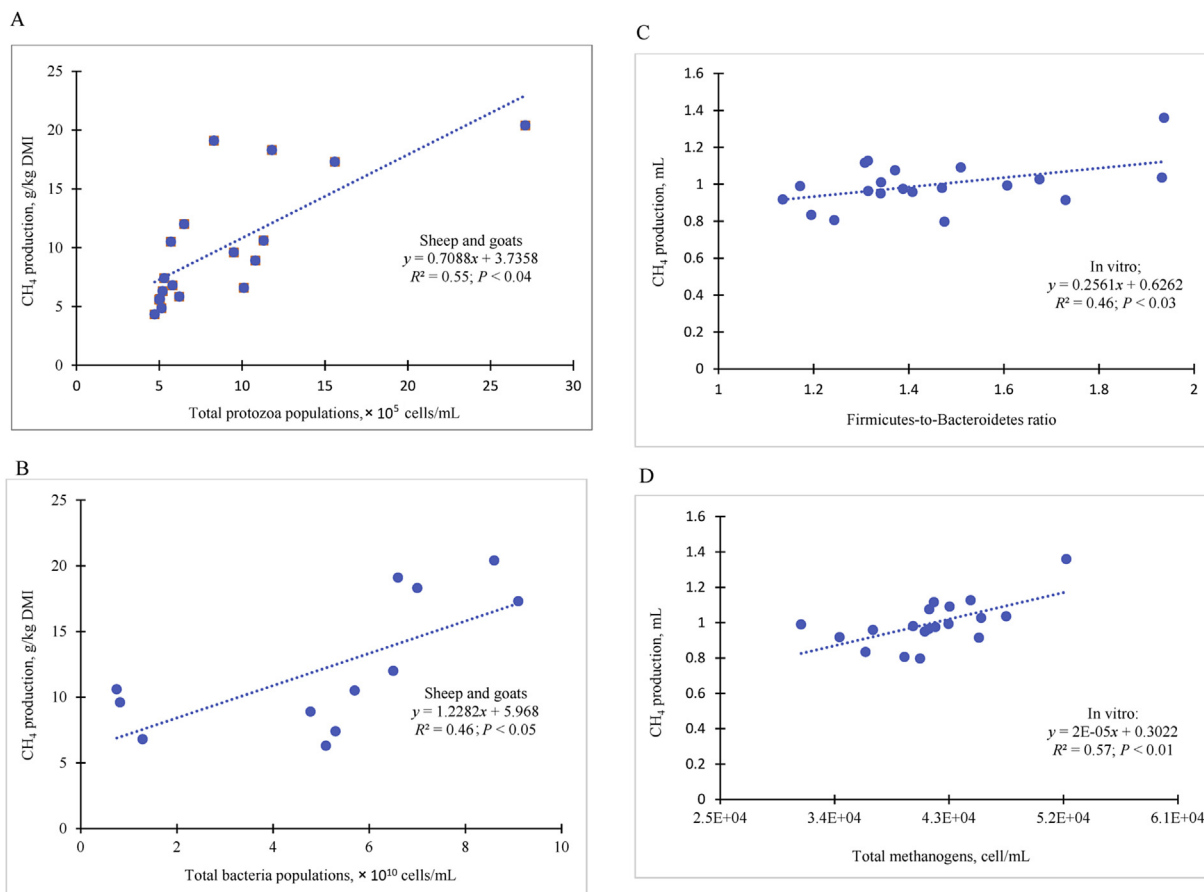 A
25
20
15
10
5
0
0
5
10
15
20
25
30
CH₄ production, g/kg DMI
Total protozoa populations, × 10⁵ cells/mL
Sheep and goats
y = 0.7088x + 3.7358
R² = 0.55; P < 0.04
B
25
20
15
10
5
0
0
2
4
6
8
10
CH₄ production, g/kg DMI
Total bacteria populations, × 10¹⁰ cells/mL
Sheep and goats
y = 1.2282x + 5.968
R² = 0.46; P < 0.05
C
1.6
1.4
1.2
1
0.8
0.6
0.4
0.2
0
1
1.2
1.4
1.6
1.8
2
CH₄ production, mL
Firmicutes-to-Bacteroidetes ratio
In vitro;
y = 0.2561x + 0.6262
R² = 0.46; P < 0.03
D
1.6
1.4
1.2
1
0.8
0.6
0.4
0.2
0
2.5E+04
3.4E+04
4.3E+04
5.2E+04
6.1E+04
CH₄ production, mL
Total methanogens, cell/mL
In vitro:
y = 2E-05x + 0.3022
R² = 0.57; P < 0.01